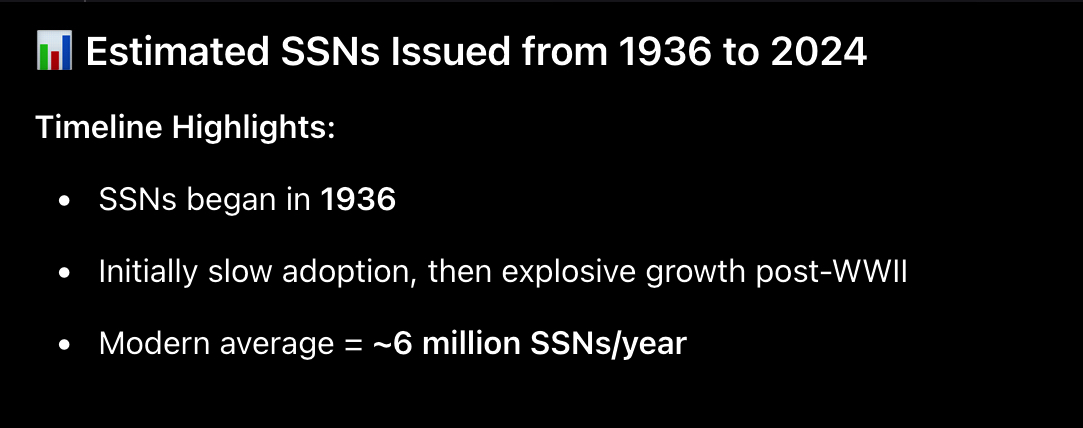 📊 Estimated SSNs Issued from 1936 to 2024
Timeline Highlights:
• SSNs began in 1936
• Initially slow adoption, then explosive growth post-WWII
• Modern average = ~6 million SSNs/year